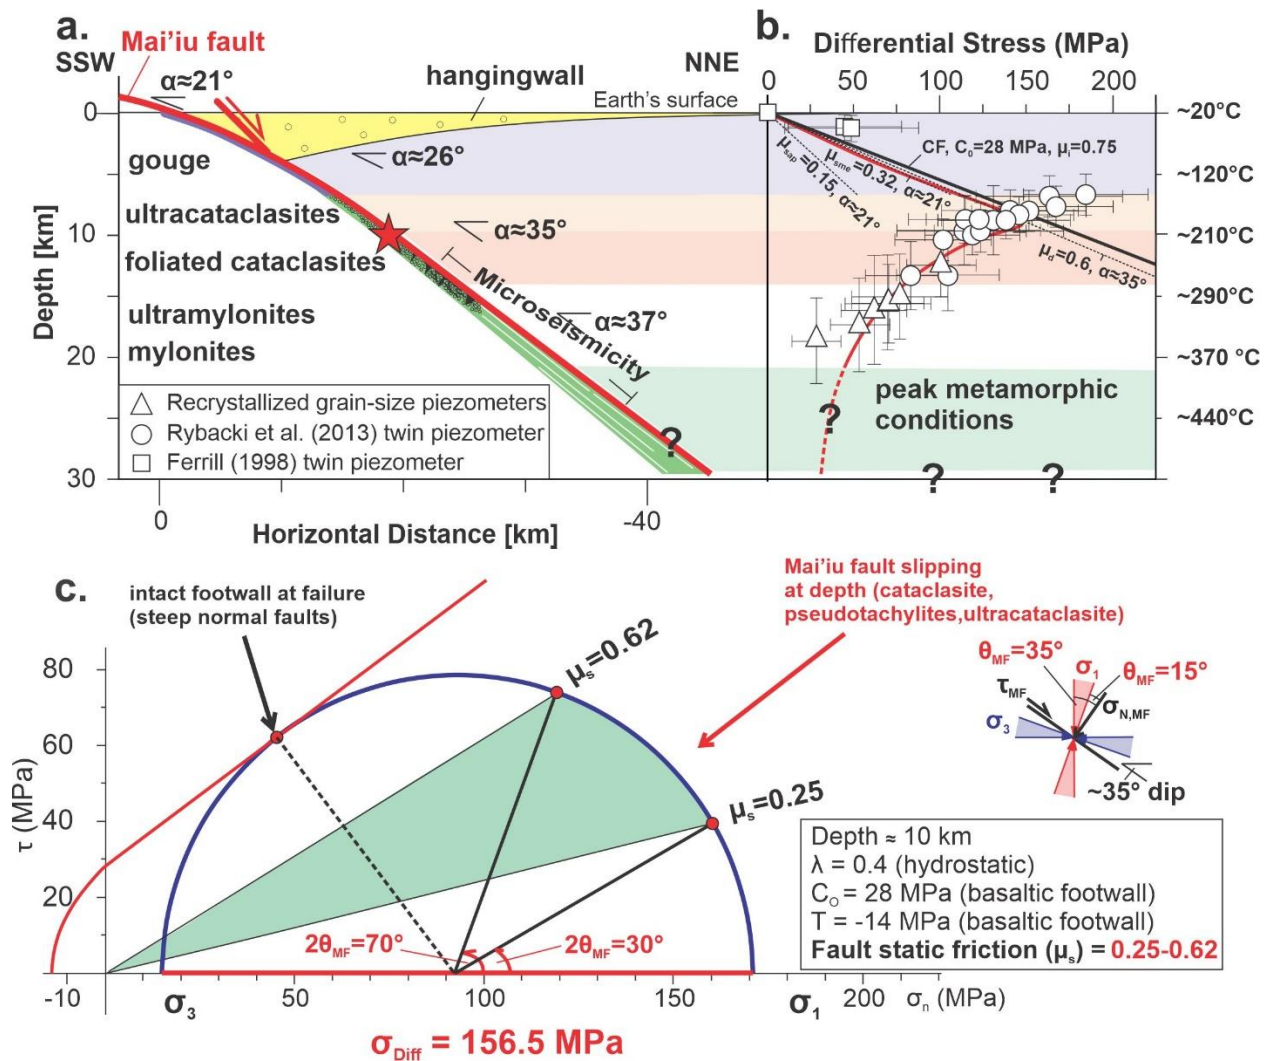 a.
Mai'iu fault
SSW
α≈21°
hangingwall
NNE
Earth's surface
0
gouge
α≈26°
ultracataclasites
α≈35°
10
foliated cataclasites
Microseismicity
ultramylonites
α≈37°
mylonites
20
30
Depth [km]
?
△ Recrystallized grain-size piezometers
○ Rybacki et al. (2013) twin piezometer
□ Ferrill (1998) twin piezometer
0
-40
Horizontal Distance [km]
b.
Differential Stress (MPa)
0 50 100 150 200
~20°C
CF, C₀=28 MPa, μᵢ=0.75
μsme=0.32, α≈21°
μsap=0.15, α≈21°
~120°C
~210°C
μd=0.6, α≈35°
~290°C
~370 °C
peak metamorphic
conditions
~440°C
?
? ?
c.
intact footwall at failure
(steep normal faults)
Mai'iu fault slipping
at depth (cataclasite,
pseudotachylites,ultracataclasite)
80
60
40
20
τ (MPa)
μs=0.62
μs=0.25
2θMF=70°
2θMF=30°
-10 σ₃ 50 100 150 σ₁ 200 σn (MPa)
σDiff = 156.5 MPa
θMF=35°
σ₁
θMF=15°
τMF
σN,MF
σ₃
~35° dip
Depth ≈ 10 km
λ = 0.4 (hydrostatic)
C₀ = 28 MPa (basaltic footwall)
T = -14 MPa (basaltic footwall)
Fault static friction (μs) = 0.25-0.62